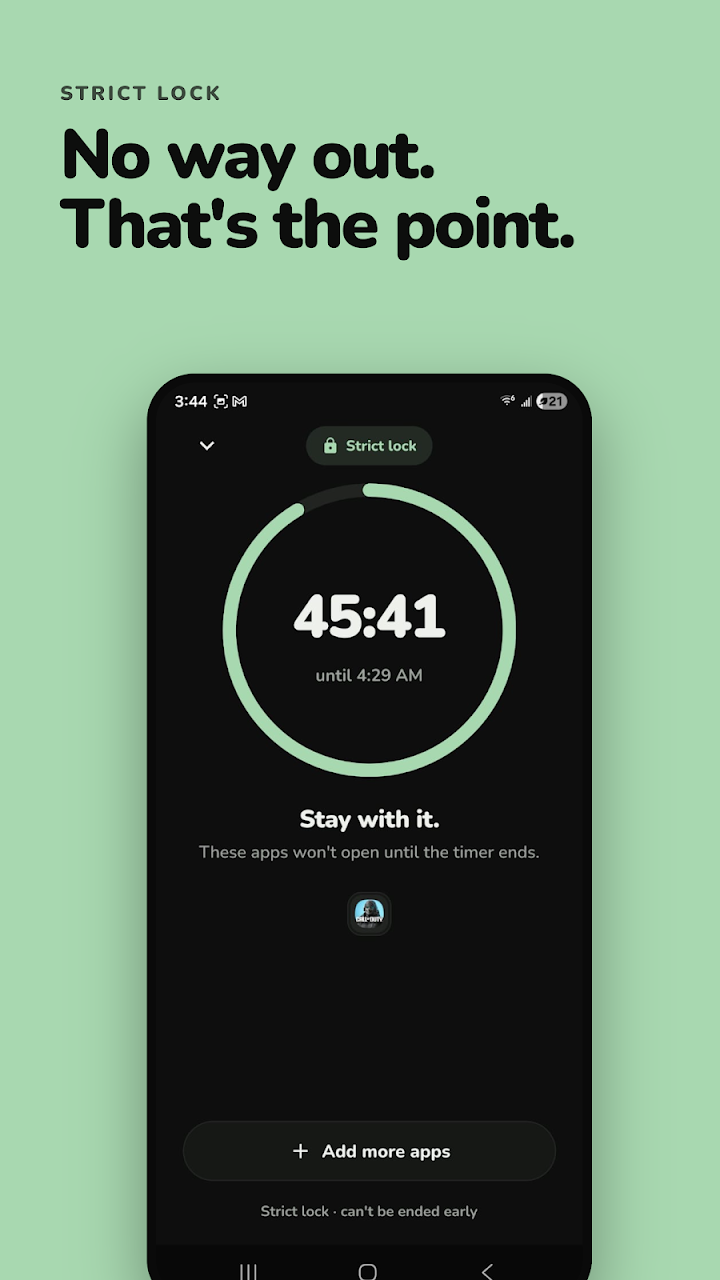 STRICT LOCK
No way out.
That's the point.
3:44
21
Strict lock
45:41
until 4:29 AM
Stay with it.
These apps won't open until the timer ends.
+ Add more apps
Strict lock · can't be ended early